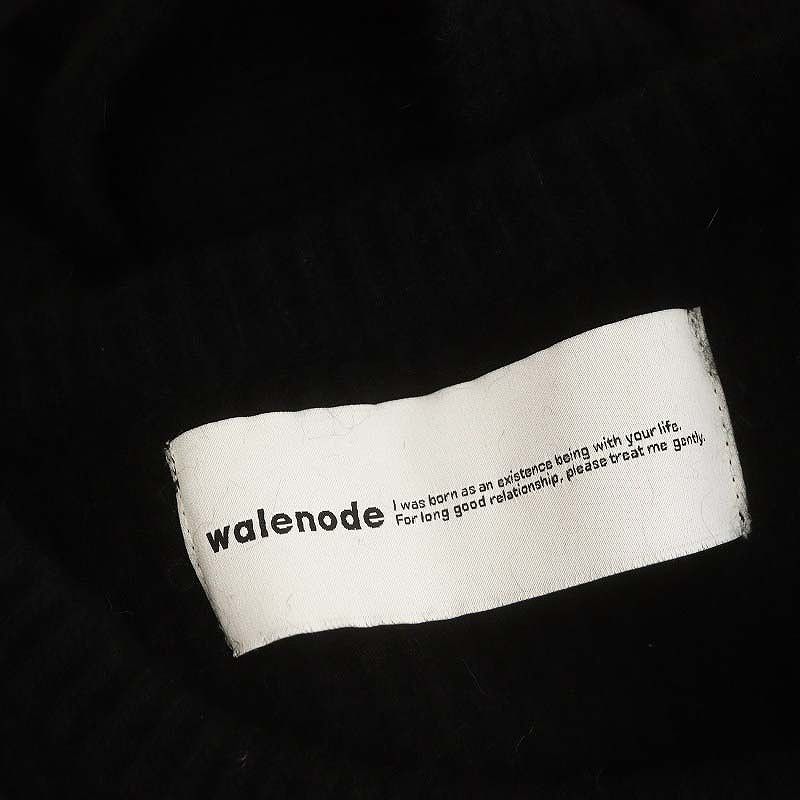 walenode
I was born as an existence being with your life.
For long good relationship, please treat me gently.